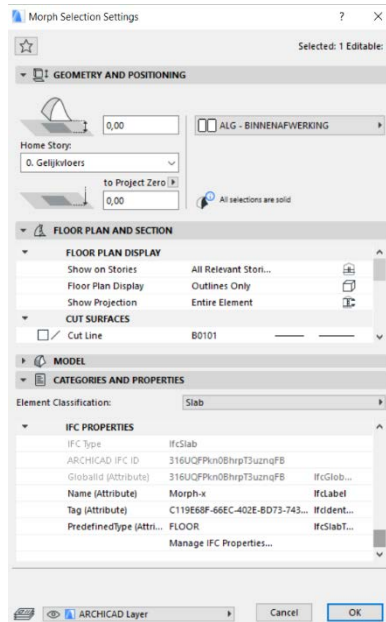 Morph Selection Settings ? ×
Selected: 1 Editable:
GEOMETRY AND POSITIONING
0,00
ALG - BINNENAFWERKING
Home Story:
0. Gelijkvloers
to Project Zero
0,00
All selections are solid
FLOOR PLAN AND SECTION
FLOOR PLAN DISPLAY
Show on Stories All Relevant Stori...
Floor Plan Display Outlines Only
Show Projection Entire Element
CUT SURFACES
Cut Line B0101
MODEL
CATEGORIES AND PROPERTIES
Element Classification: Slab
IFC PROPERTIES
IFC Type IfcSlab
ARCHICAD IFC ID 316UQFPkn0BhrpT3uznqFB
GlobalId (Attribute) 316UQFPkn0BhrpT3uznqFB IfcGlob...
Name (Attribute) Morph-x IfcLabel
Tag (Attribute) C119E68F-66EC-402E-BD73-743... IfcIdent...
PredefinedType (Attri... FLOOR IfcSlabT...
Manage IFC Properties...
ARCHICAD Layer Cancel OK